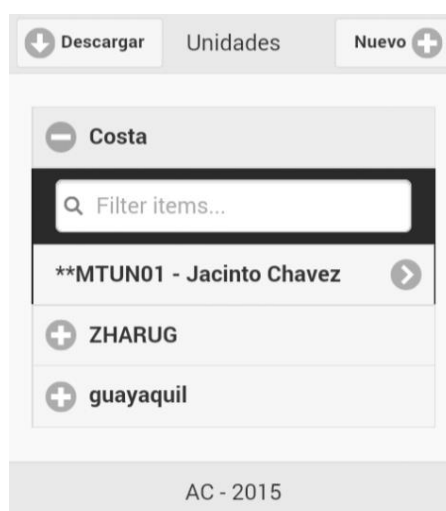 Descargar Unidades Nuevo
Costa
Filter items...
**MTUN01 - Jacinto Chavez
ZHARUG
guayaquil
AC - 2015